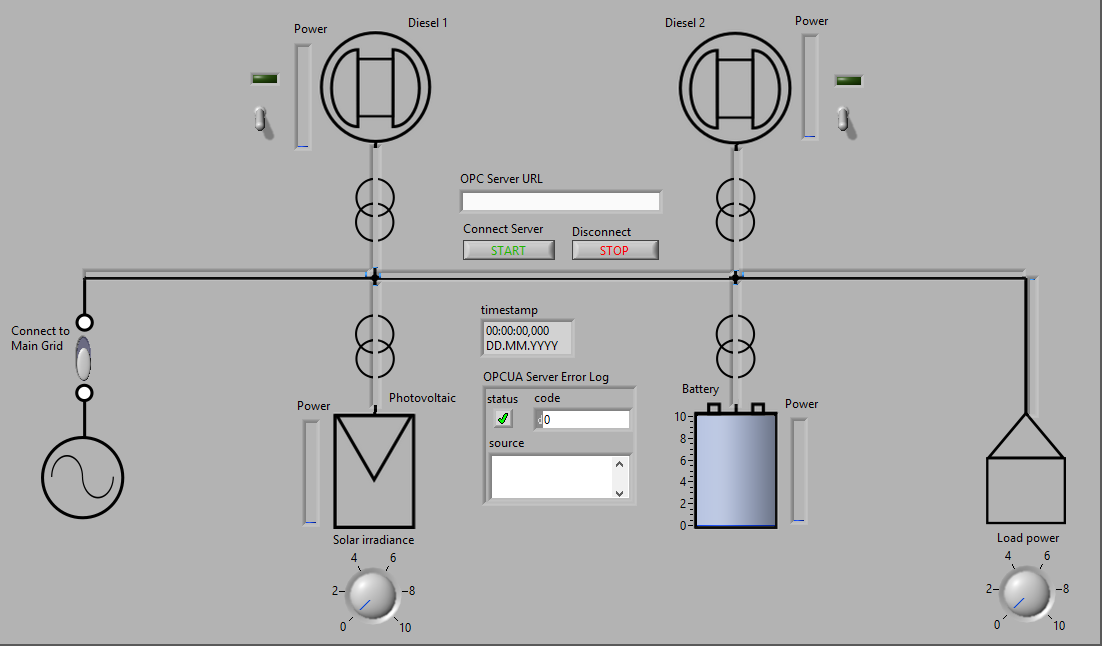 Diesel 1
Diesel 2
Power
Power
OPC Server URL
Connect Server
Disconnect
START
STOP
timestamp
00:00:00,000
DD.MM.YYYY
Connect to
Main Grid
OPCUA Server Error Log
status
code
d0
source
Power
Photovoltaic
Battery
Power
10
8
6
4
2
0
Solar irradiance
4
6
2
8
0
10
Load power
4
6
2
8
0
10